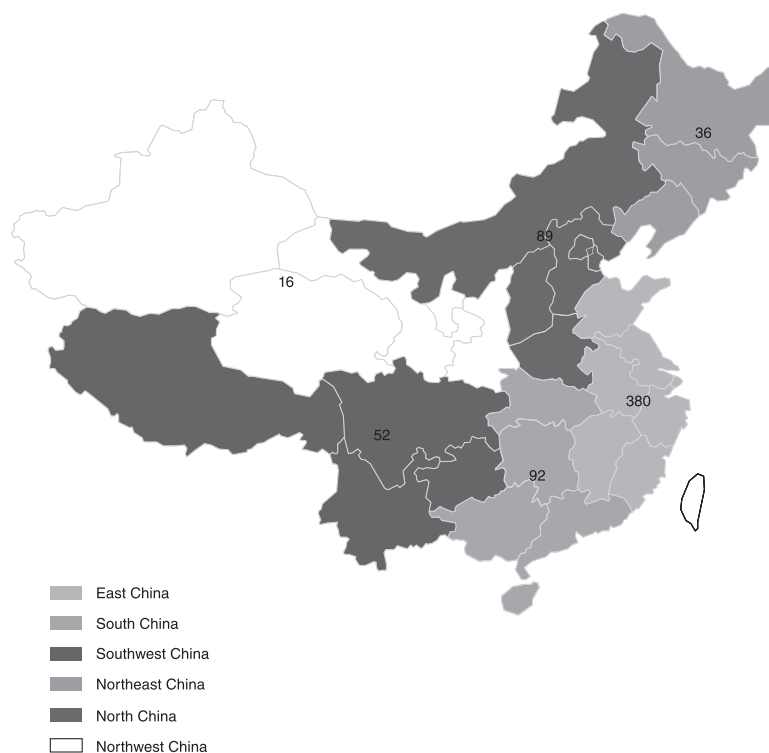 36
89
16
380
52
92
East China
South China
Southwest China
Northeast China
North China
Northwest China